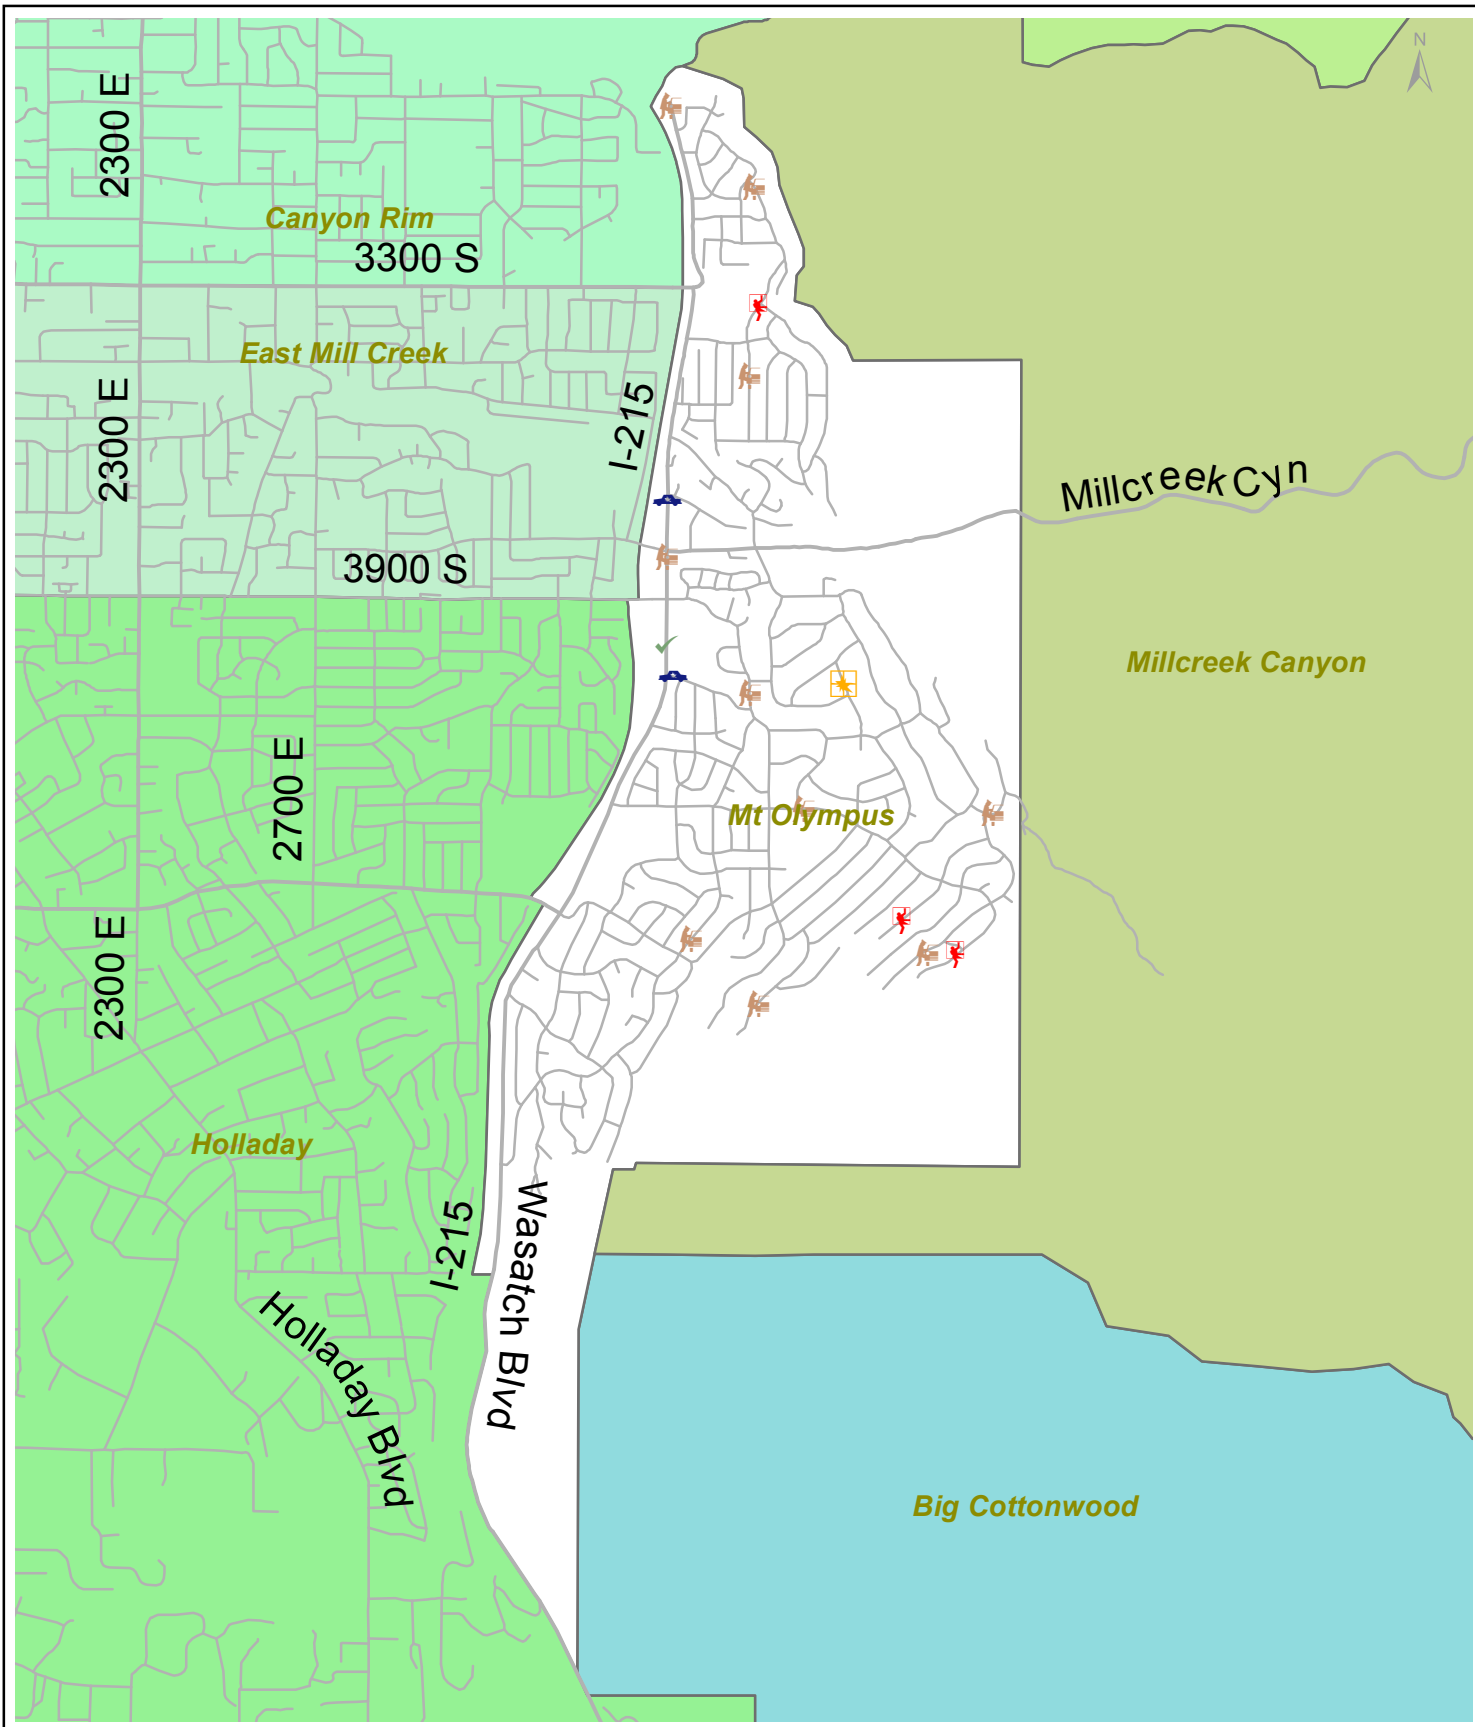 N
2300 E
Canyon Rim
3300 S
East Mill Creek
2300 E
I-215
Millcreek Cyn
3900 S
Millcreek Canyon
2700 E
Mt Olympus
2300 E
Holladay
I-215
Wasatch Blvd
Holladay Blvd
Big Cottonwood